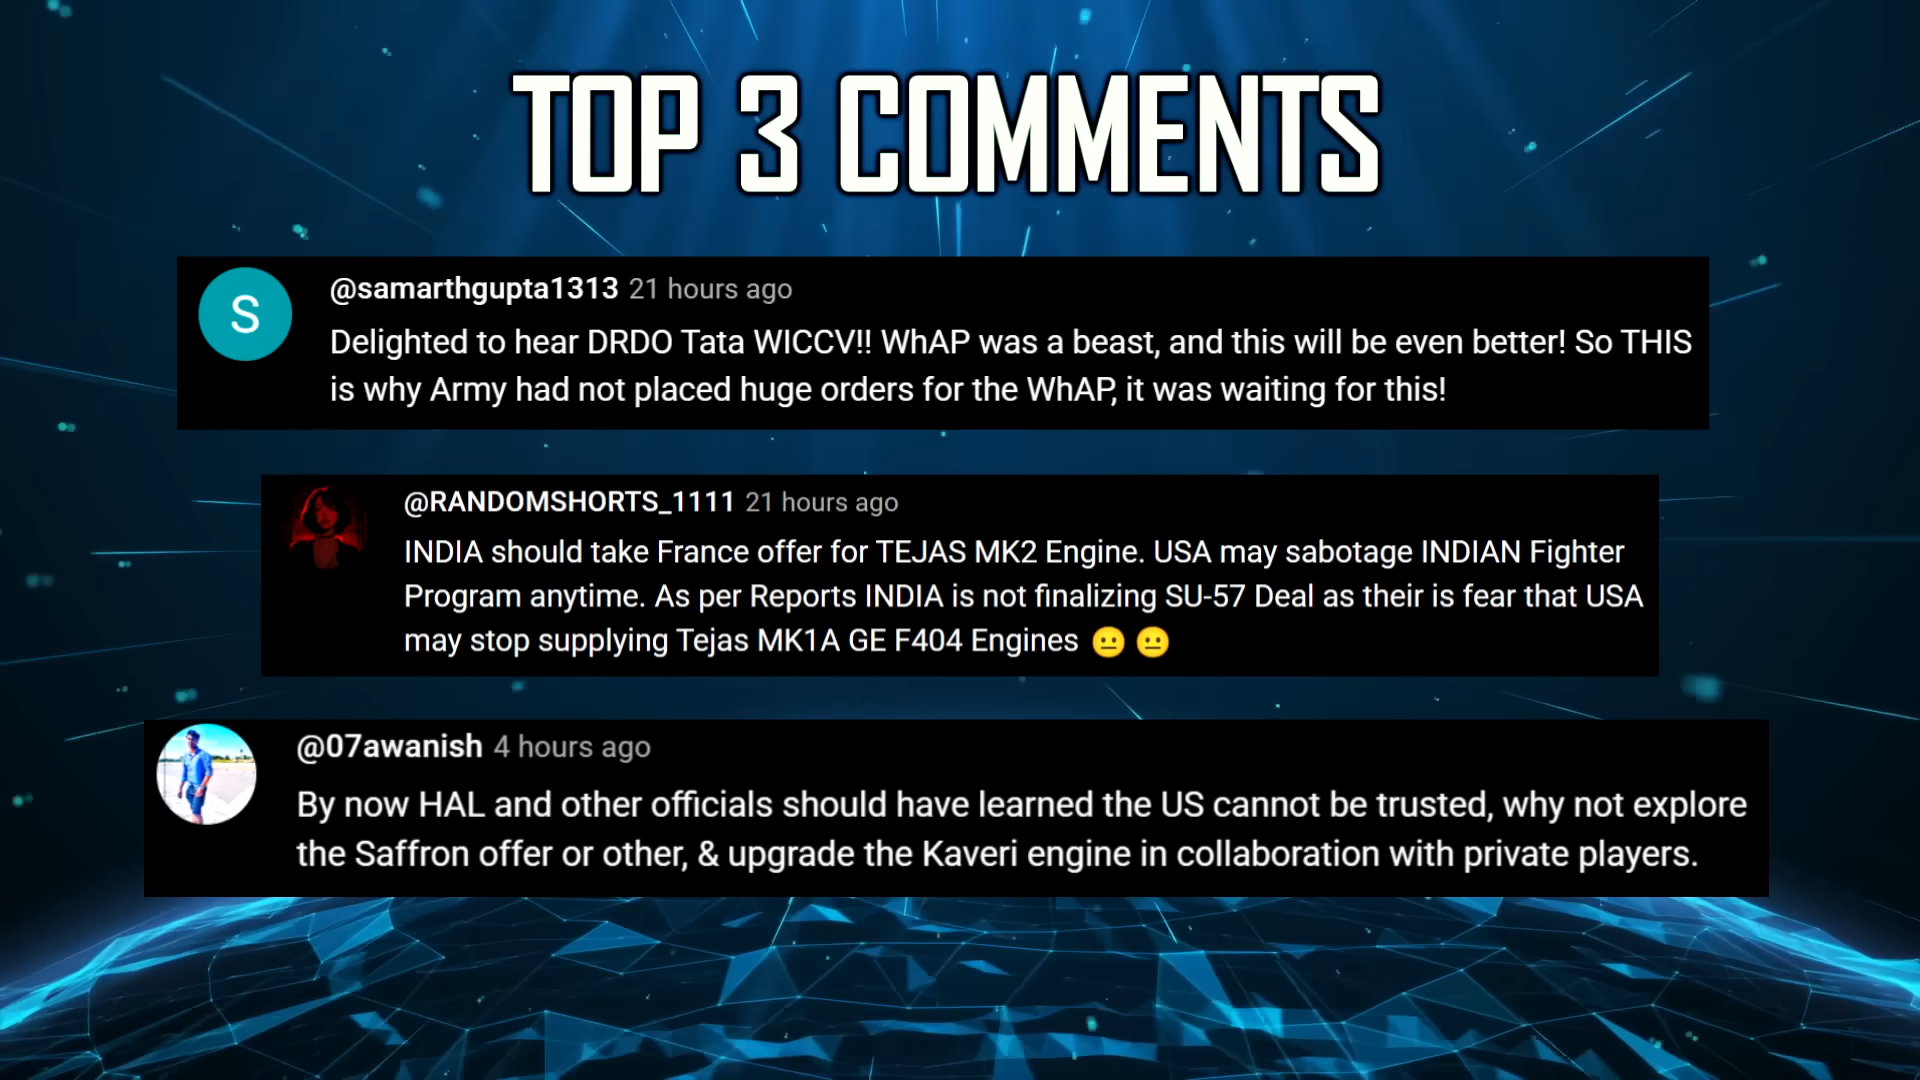 TOP 3 COMMENTS
S
@samarthgupta1313 21 hours ago
Delighted to hear DRDO Tata WICCV!! WhAP was a beast, and this will be even better! So THIS
is why Army had not placed huge orders for the WhAP, it was waiting for this!
@RANDOMSHORTS_1111 21 hours ago
INDIA should take France offer for TEJAS MK2 Engine. USA may sabotage INDIAN Fighter
Program anytime. As per Reports INDIA is not finalizing SU-57 Deal as their is fear that USA
may stop supplying Tejas MK1A GE F404 Engines 😐 😐
@07awanish 4 hours ago
By now HAL and other officials should have learned the US cannot be trusted, why not explore
the Saffron offer or other, & upgrade the Kaveri engine in collaboration with private players.